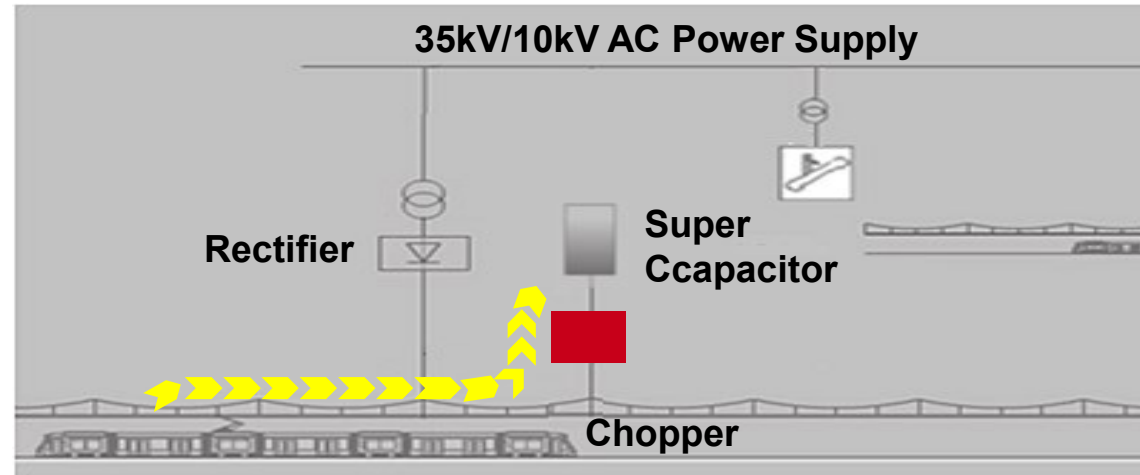 35kV/10kV AC Power Supply
Rectifier
Super
Ccapacitor
Chopper